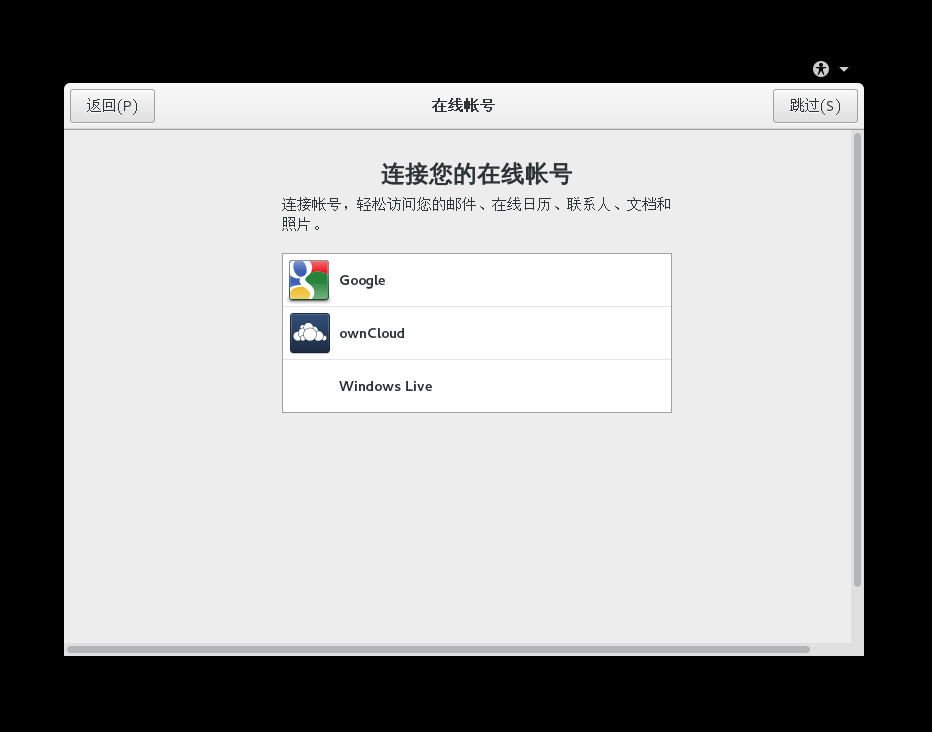 返回(P)
在线帐号
跳过(S)
连接您的在线帐号
连接帐号，轻松访问您的邮件、在线日历、联系人、文档和
照片。
Google
ownCloud
Windows Live